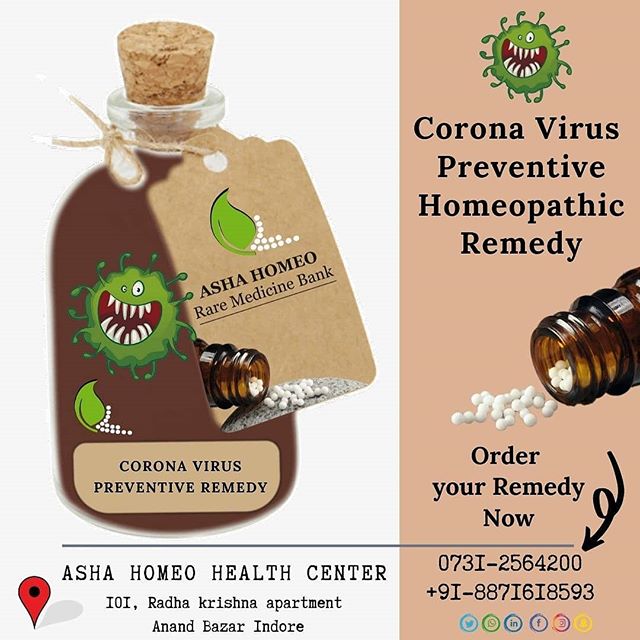 Corona Virus
Preventive
Homeopathic
Remedy
ASHA HOMEO
Rare Medicine Bank
CORONA VIRUS
PREVENTIVE REMEDY
Order
your Remedy
Now
0731-2564200
+91-8871618593
ASHA HOMEO HEALTH CENTER
101, Radha krishna apartment
Anand Bazar Indore